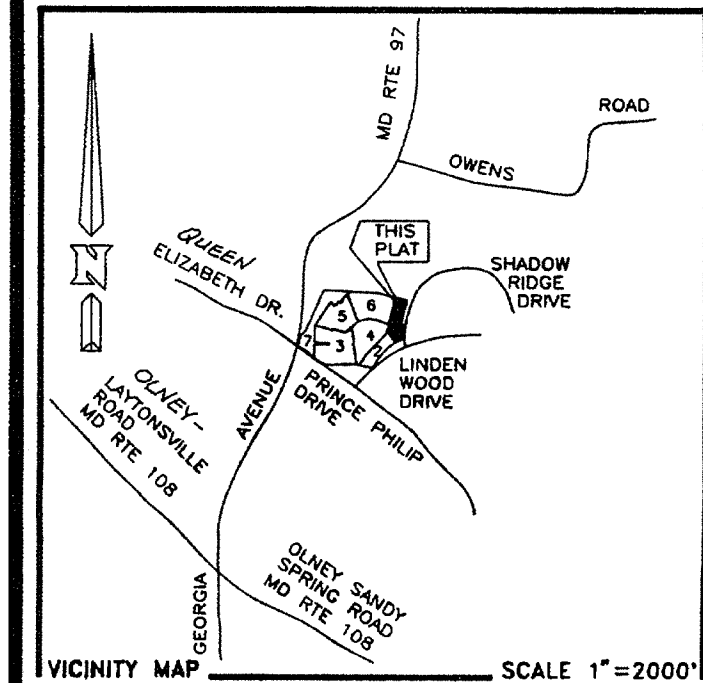 MD RTE 97
ROAD
OWENS
THIS
PLAT
QUEEN
ELIZABETH DR.
SHADOW
RIDGE
DRIVE
N
6
5
4
7
3
2
LINDEN
WOOD
DRIVE
PRINCE PHILIP
DRIVE
AVENUE
OLNEY-
LAYTONSVILLE
ROAD
MD RTE 108
OLNEY SANDY
SPRING ROAD
MD RTE 108
GEORGIA
VICINITY MAP
SCALE 1"=2000'